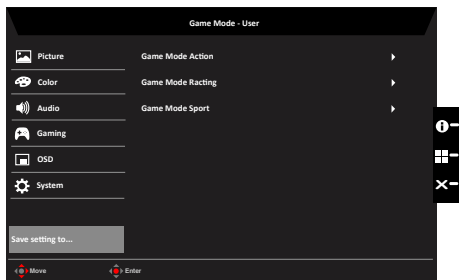 Game Mode - User
Picture
Game Mode Action
Color
Game Mode Racting
Audio
Game Mode Sport
Gaming
OSD
System
Save setting to...
Move
Enter